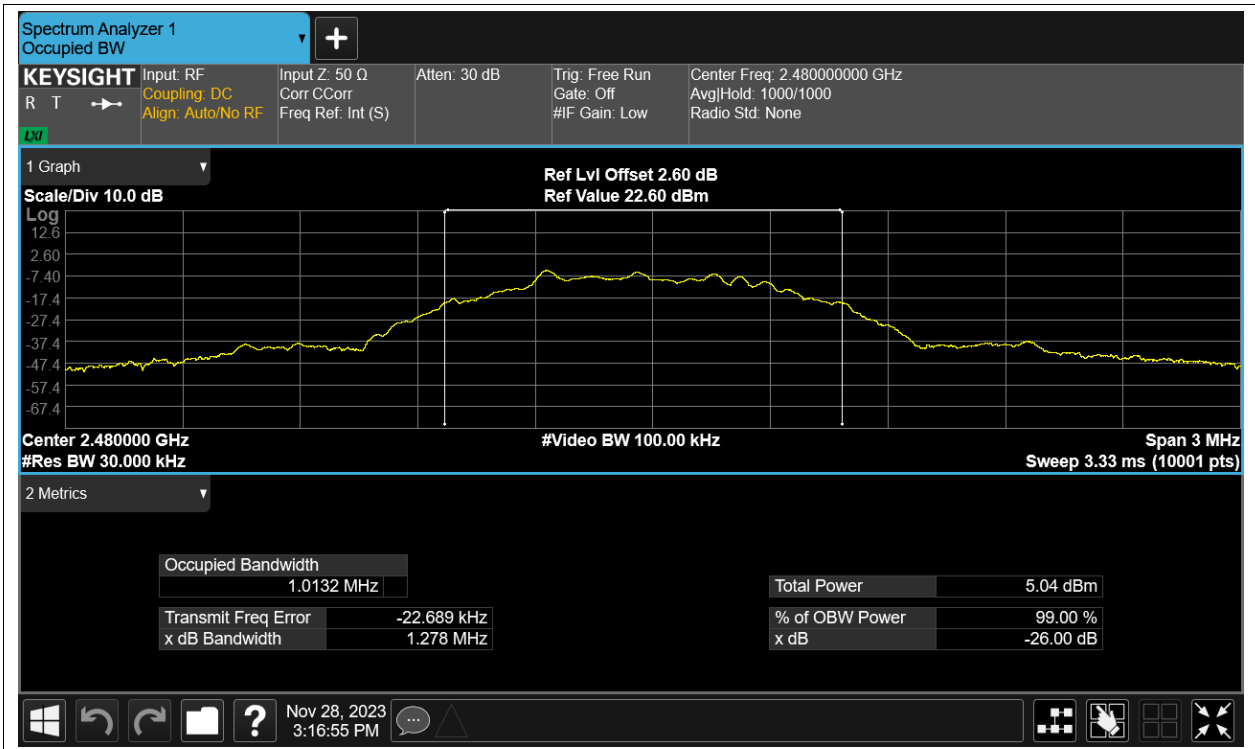 Spectrum Analyzer 1
Occupied BW
KEYSIGHT
R T
LXI
Input: RF
Coupling: DC
Align: Auto/No RF
Input Z: 50 Ω
Corr CCorr
Freq Ref: Int (S)
Atten: 30 dB
Trig: Free Run
Gate: Off
#IF Gain: Low
Center Freq: 2.480000000 GHz
Avg|Hold: 1000/1000
Radio Std: None
1 Graph
Scale/Div 10.0 dB
Ref Lvl Offset 2.60 dB
Ref Value 22.60 dBm
Log
12.6
2.60
-7.40
-17.4
-27.4
-37.4
-47.4
-57.4
-67.4
Center 2.480000 GHz
#Res BW 30.000 kHz
#Video BW 100.00 kHz
Span 3 MHz
Sweep 3.33 ms (10001 pts)
2 Metrics
Occupied Bandwidth
1.0132 MHz
Transmit Freq Error -22.689 kHz
x dB Bandwidth 1.278 MHz
Total Power 5.04 dBm
% of OBW Power 99.00 %
x dB -26.00 dB
?
Nov 28, 2023
3:16:55 PM